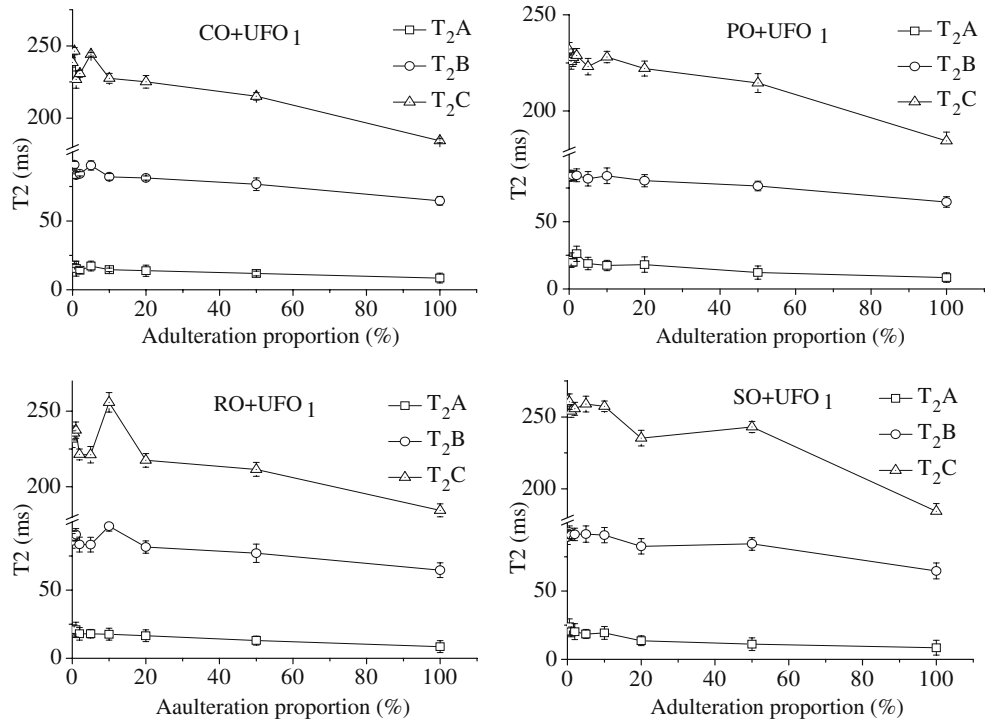 CO+UFO 1
T2A
T2B
T2C
T2 (ms)
250
200
50
0
0 20 40 60 80 100
Adulteration proportion (%)
PO+UFO 1
T2A
T2B
T2C
T2 (ms)
250
200
50
0
0 20 40 60 80 100
Adulteration proportion (%)
RO+UFO 1
T2A
T2B
T2C
T2 (ms)
250
200
50
0
0 20 40 60 80 100
Aaulteration proportion (%)
SO+UFO 1
T2A
T2B
T2C
T2 (ms)
250
200
50
0
0 20 40 60 80 100
Adulteration proportion (%)